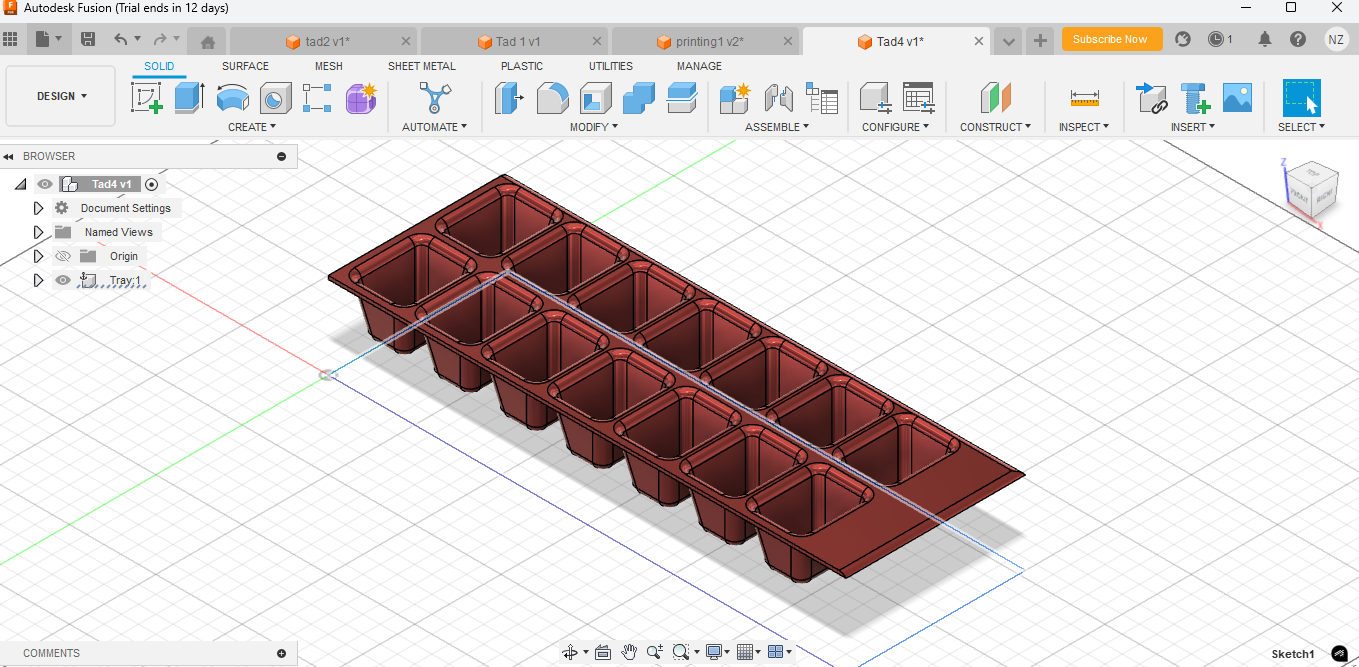 Autodesk Fusion (Trial ends in 12 days)
tad2 v1*
Tad 1 v1
printing1 v2*
Tad4 v1*
Subscribe Now
1
NZ
SOLID SURFACE MESH SHEET METAL PLASTIC UTILITIES MANAGE
DESIGN
CREATE AUTOMATE MODIFY ASSEMBLE CONFIGURE CONSTRUCT INSPECT INSERT SELECT
BROWSER
Tad4 v1
Document Settings
Named Views
Origin
Tray:1
Z
TOP
FRONT
RIGHT
X
COMMENTS
Sketch1